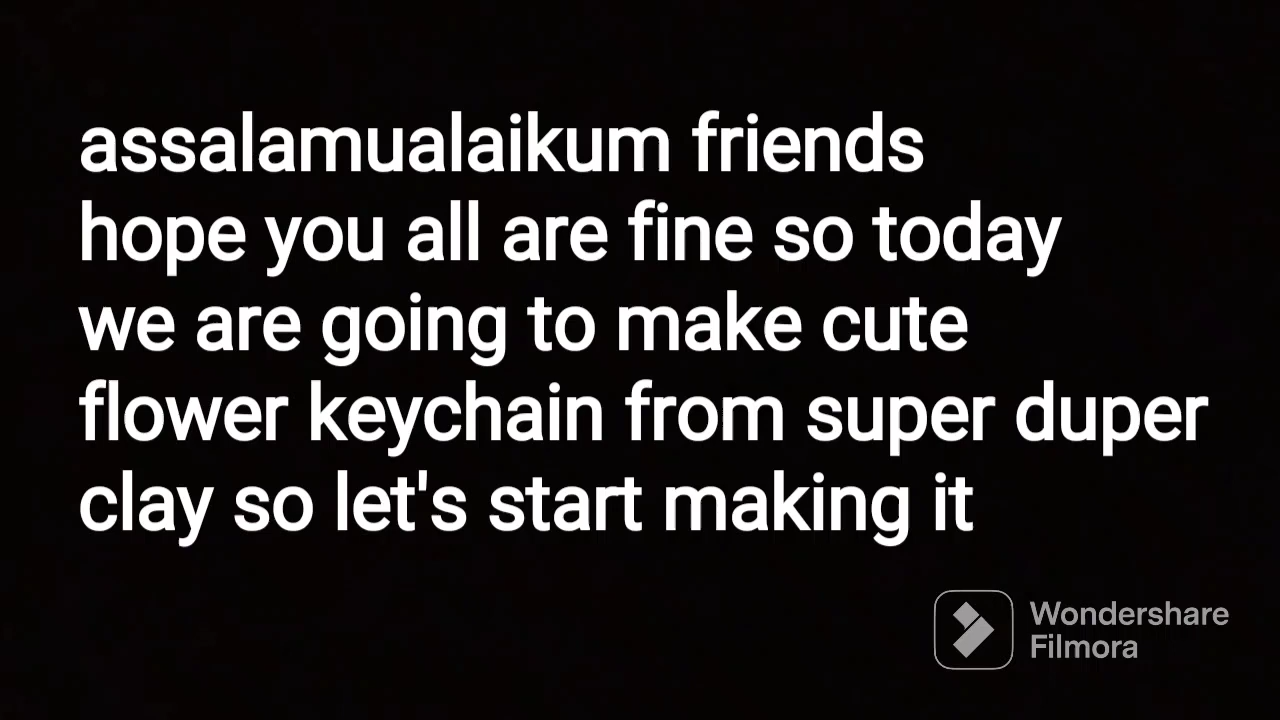 assalamualaikum friends
hope you all are fine so today
we are going to make cute
flower keychain from super duper
clay so let's start making it
Wondershare
Filmora